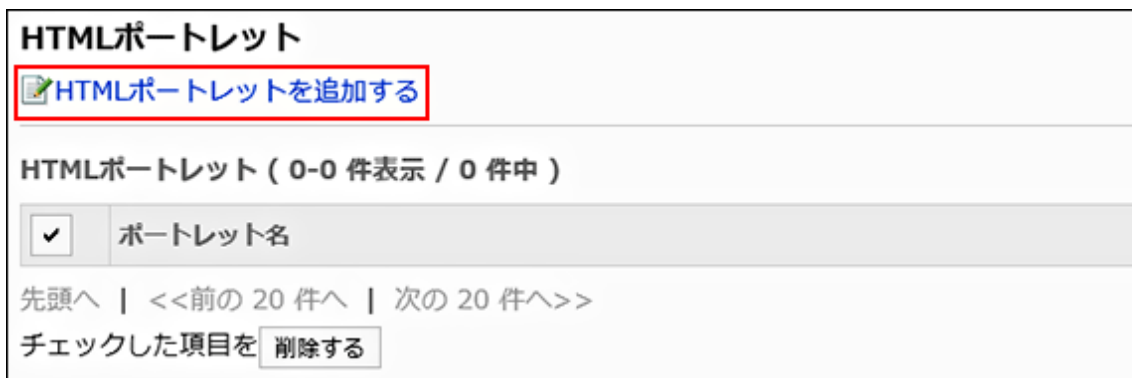 HTMLポートレット
HTMLポートレットを追加する
HTMLポートレット ( 0-0 件表示 / 0 件中 )
ポートレット名
先頭へ | <<前の 20 件へ | 次の 20 件へ>>
チェックした項目を 削除する